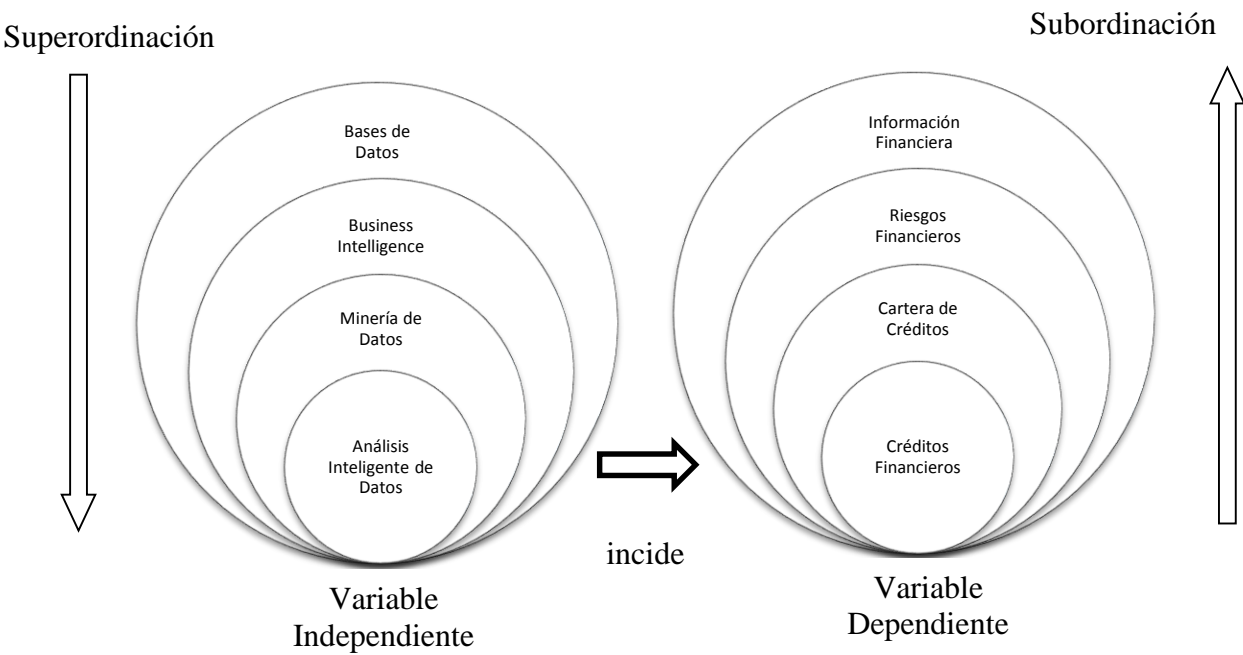 Superordinación
Subordinación
Bases de
Datos
Business
Intelligence
Minería de
Datos
Análisis
Inteligente de
Datos
Información
Financiera
Riesgos
Financieros
Cartera de
Créditos
Créditos
Financieros
incide
Variable
Independiente
Variable
Dependiente